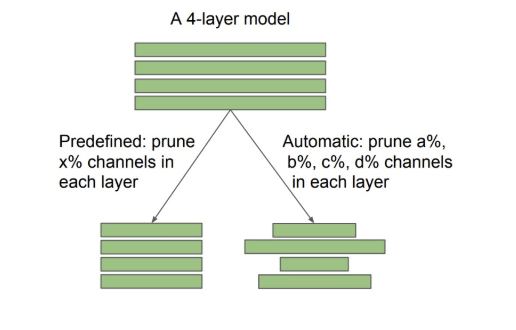 A 4-layer model
Predefined: prune
x% channels in
each layer
Automatic: prune a%,
b%, c%, d% channels
in each layer